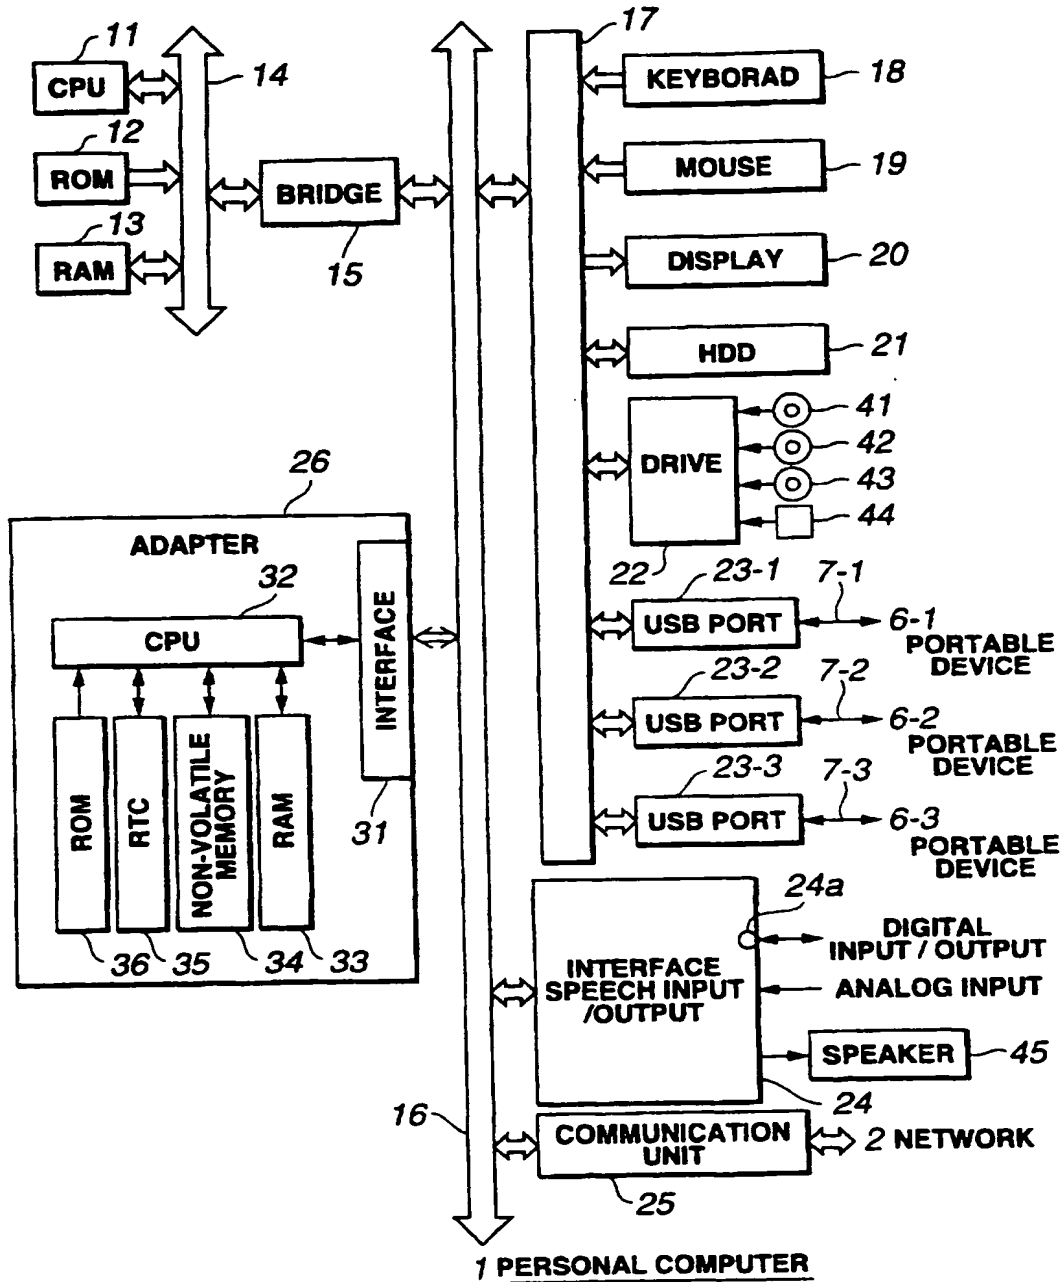 11
CPU
12
ROM
13
RAM
14
BRIDGE
15
17
KEYBORAD
18
MOUSE
19
DISPLAY
20
HDD
21
DRIVE
22
41
42
43
44
23-1
USB PORT
7-1
6-1
PORTABLE
DEVICE
23-2
USB PORT
7-2
6-2
PORTABLE
DEVICE
23-3
USB PORT
7-3
6-3
PORTABLE
DEVICE
26
ADAPTER
32
CPU
INTERFACE
31
ROM
36
RTC
35
NON-VOLATILE
MEMORY
34
RAM
33
INTERFACE
SPEECH INPUT
/OUTPUT
24a
DIGITAL
INPUT / OUTPUT
ANALOG INPUT
SPEAKER
45
24
16
COMMUNICATION
UNIT
25
2 NETWORK
1 PERSONAL COMPUTER